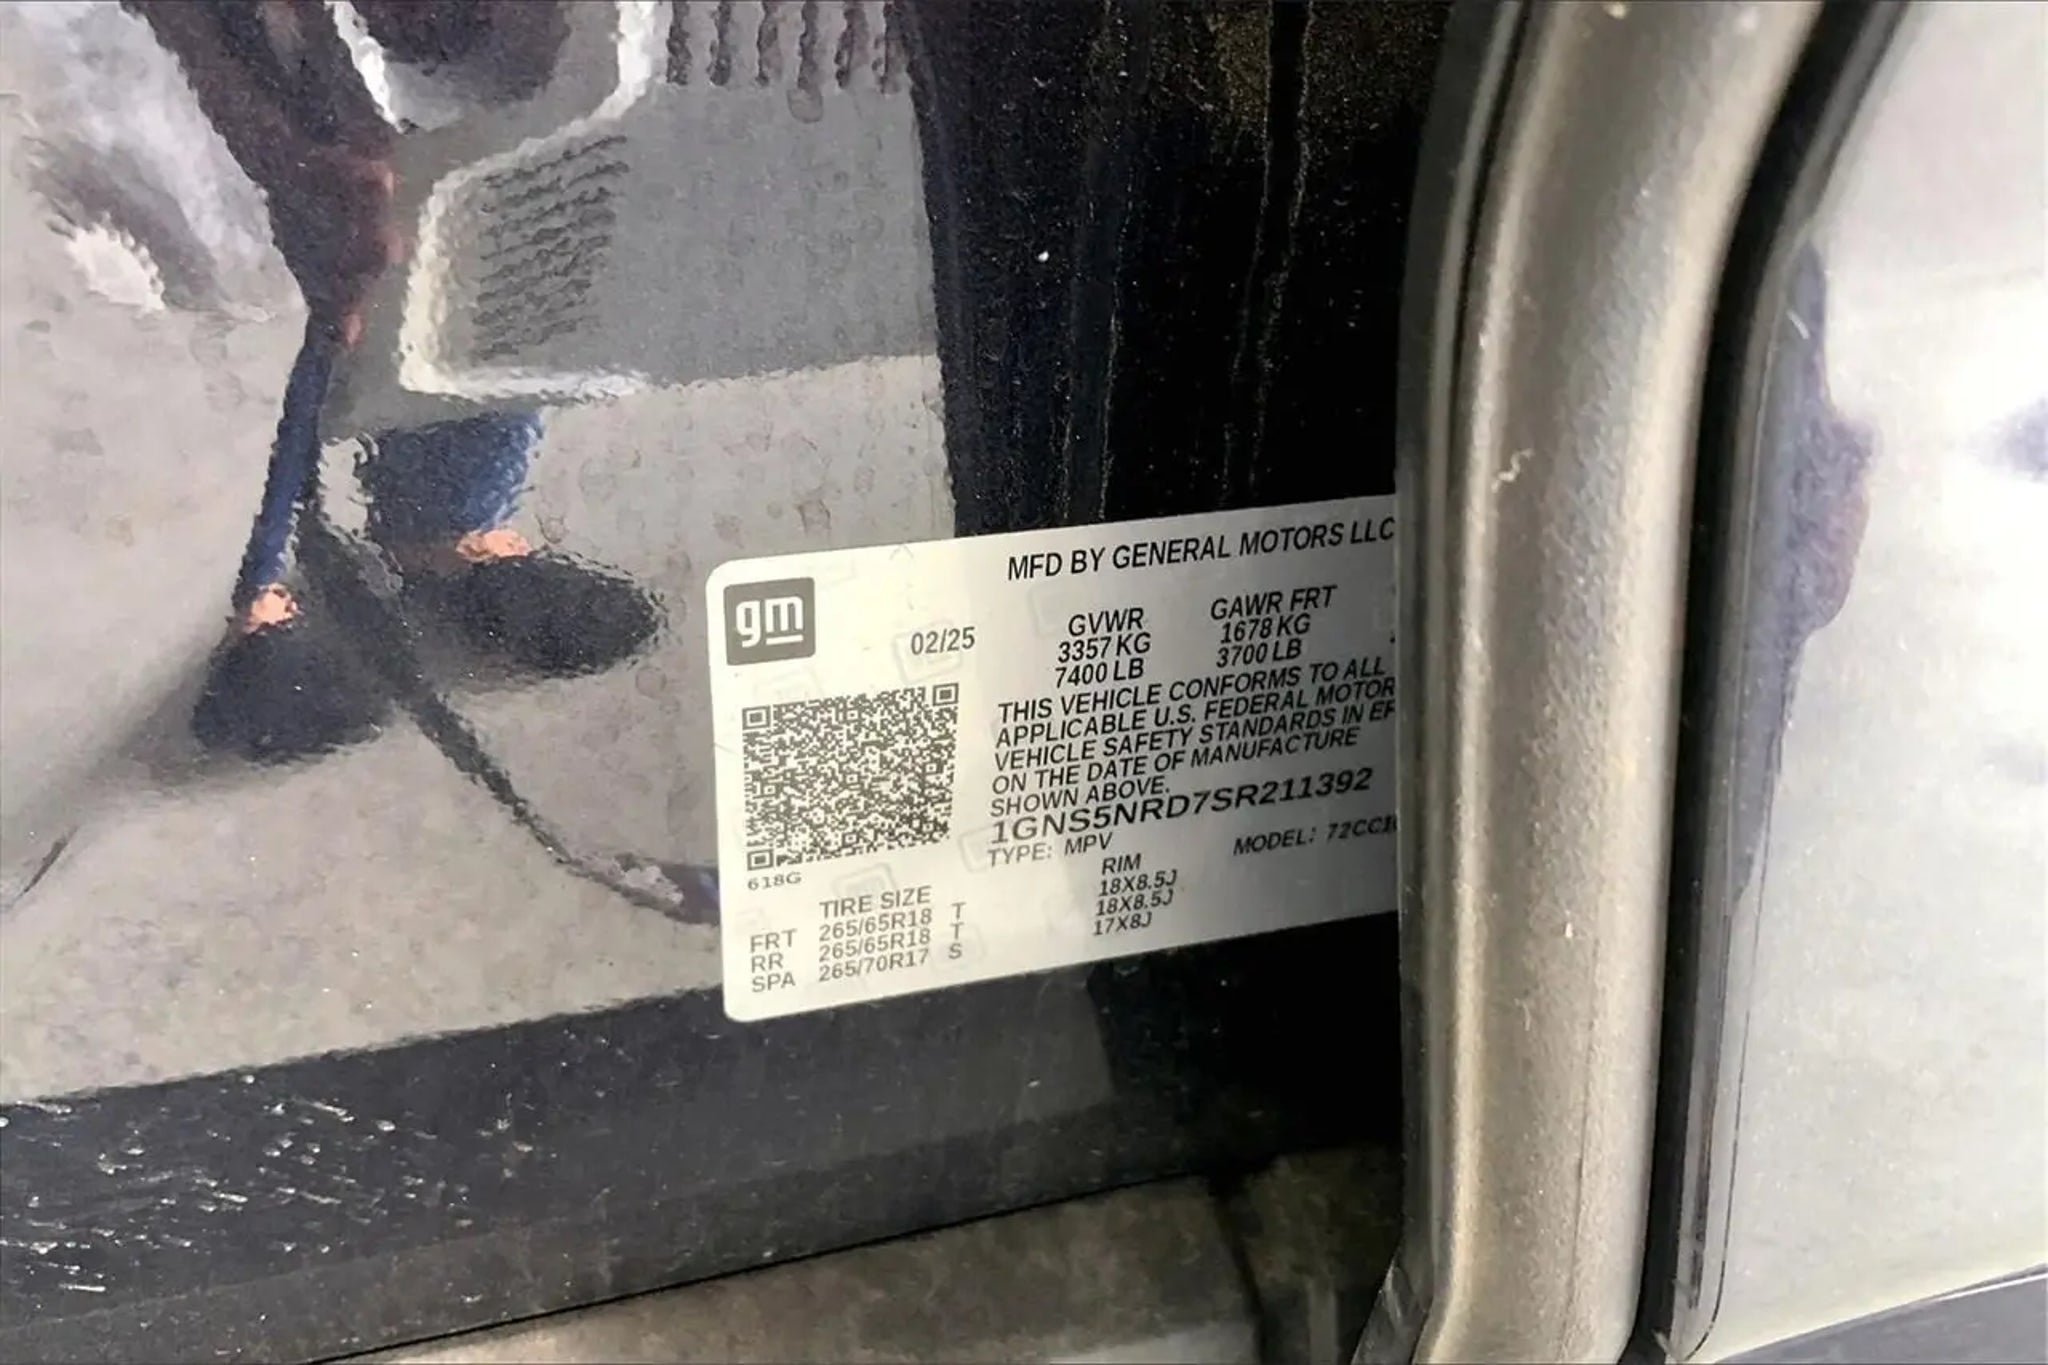 MFD BY GENERAL MOTORS LLC
gm
02/25
GVWR GAWR FRT
3357 KG 1678 KG
7400 LB 3700 LB
THIS VEHICLE CONFORMS TO ALL
APPLICABLE U.S. FEDERAL MOTOR
VEHICLE SAFETY STANDARDS IN EF
ON THE DATE OF MANUFACTURE
SHOWN ABOVE.
1GNS5NRD7SR211392
TYPE: MPV MODEL: 72CC1
618G
TIRE SIZE RIM
FRT 265/65R18 T 18X8.5J
RR 265/65R18 T 18X8.5J
SPA 265/70R17 S 17X8J